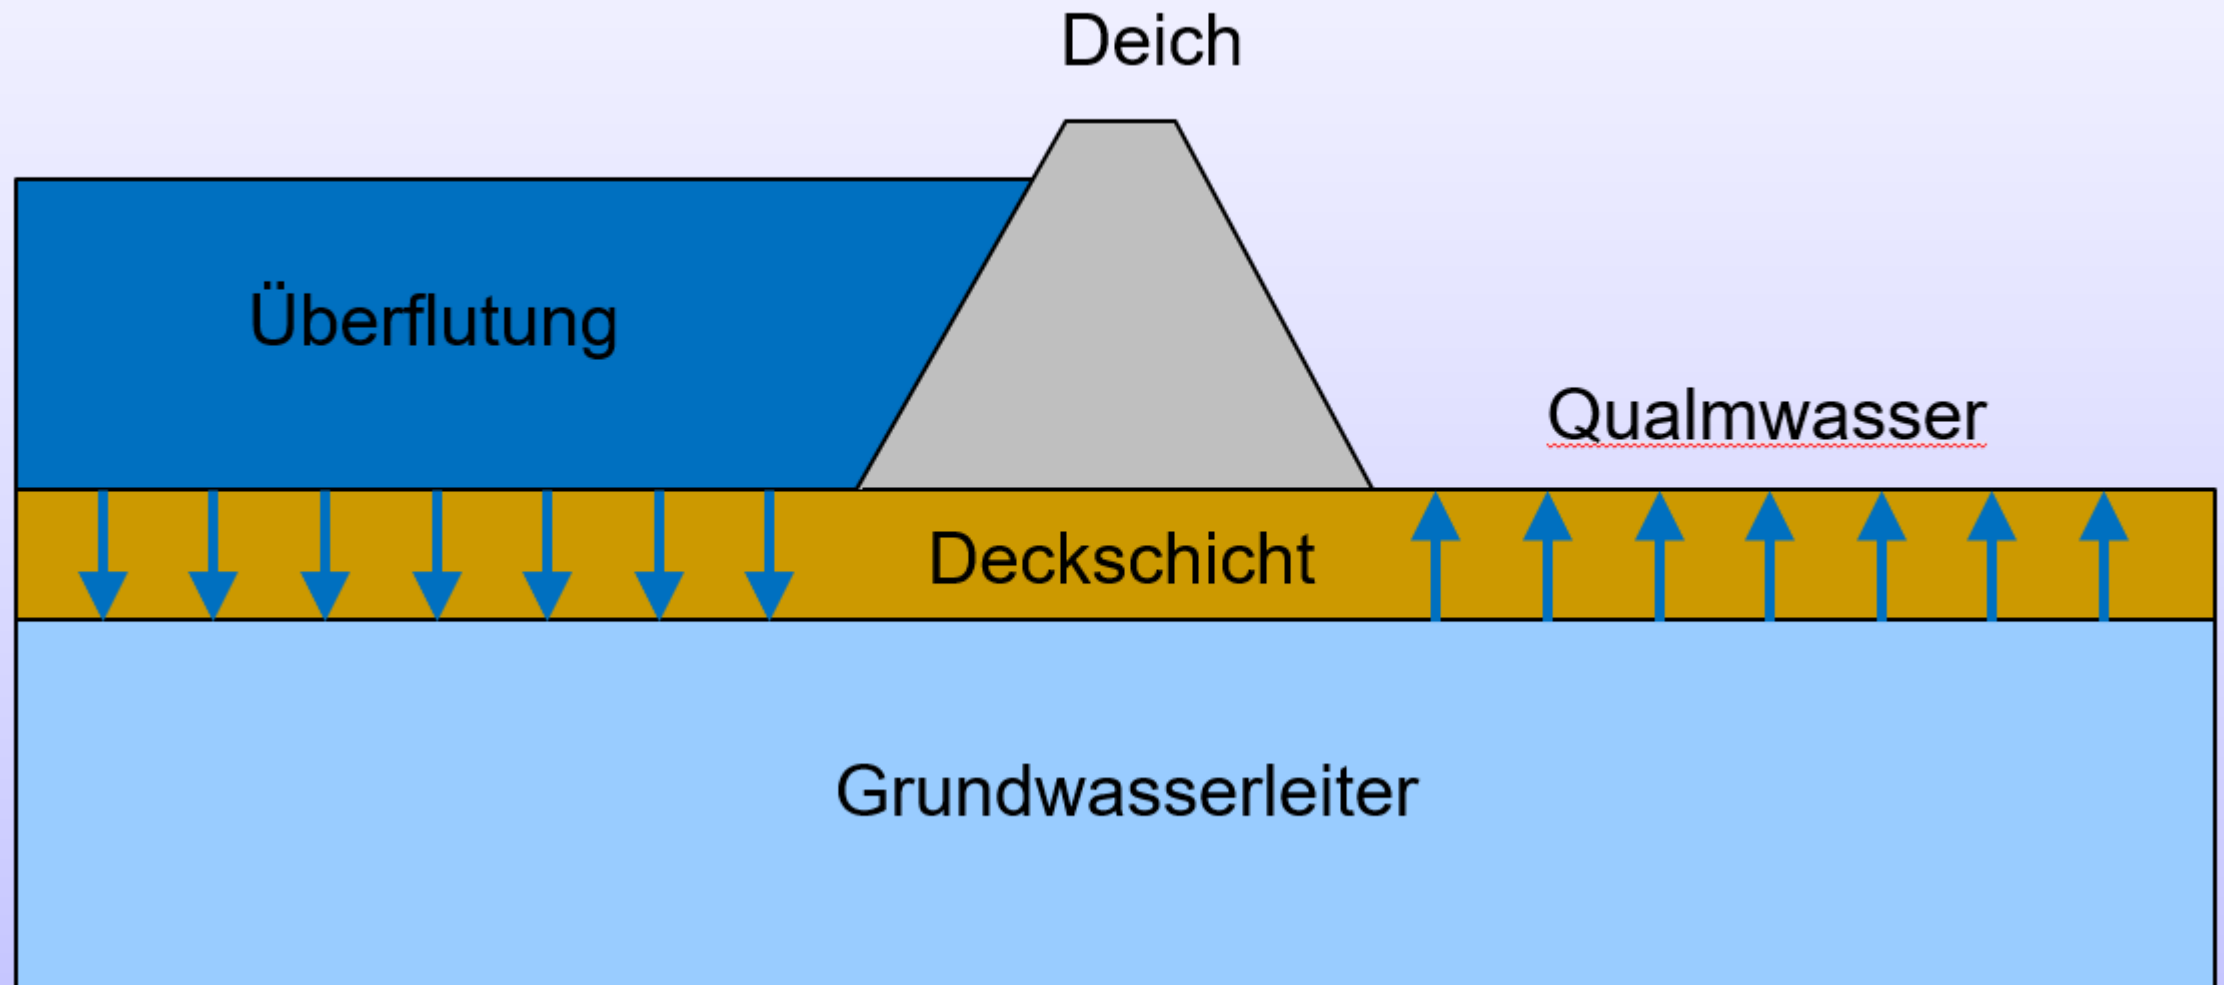 Deich
Überflutung
Qualmwasser
Deckschicht
Grundwasserleiter